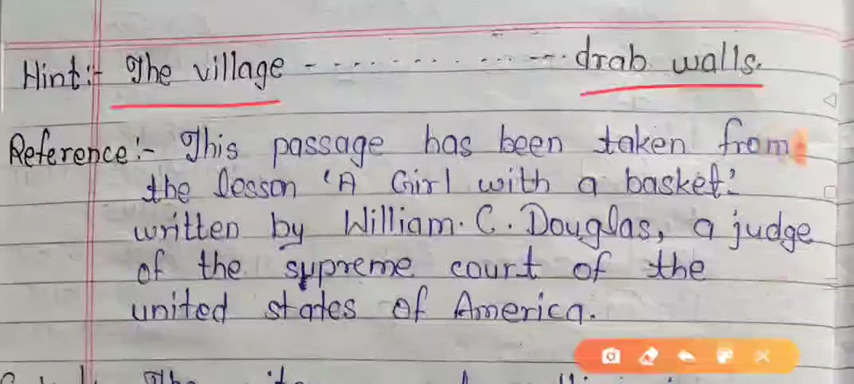 Hint:- The village - - - - - - - - - - - - - drab walls.
Reference:- This passage has been taken from
the lesson 'A Girl with a basket'
written by William. C. Douglas, a judge
of the supreme court of the
united states of America.